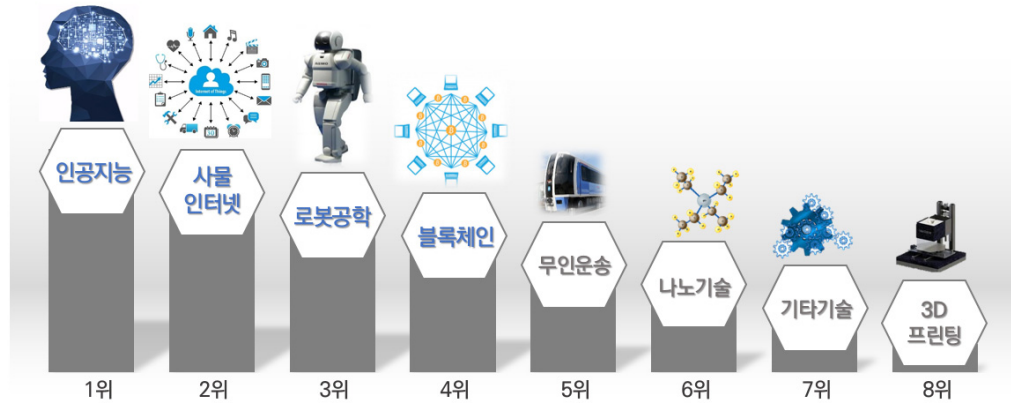 인공지능
사물
인터넷
로봇공학
블록체인
무인운송
나노기술
기타기술
3D
프린팅
1위
2위
3위
4위
5위
6위
7위
8위